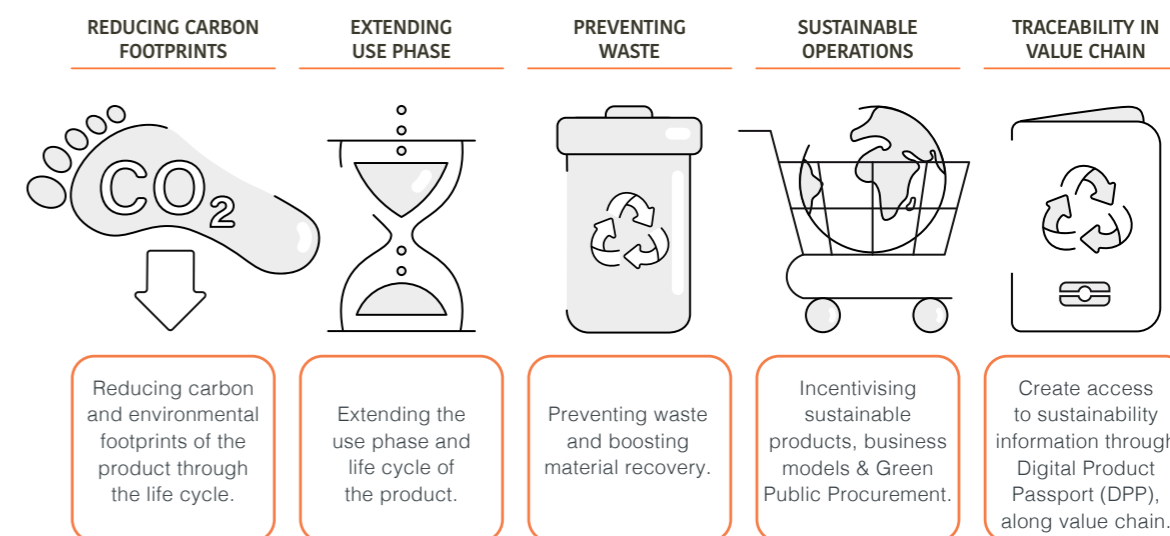 REDUCING CARBON
FOOTPRINTS
EXTENDING
USE PHASE
PREVENTING
WASTE
SUSTAINABLE
OPERATIONS
TRACEABILITY IN
VALUE CHAIN
CO2
Reducing carbon
and environmental
footprints of the
product through
the life cycle.
Extending the
use phase and
life cycle of
the product.
Preventing waste
and boosting
material recovery.
Incentivising
sustainable
products, business
models & Green
Public Procurement.
Create access
to sustainability
information through
Digital Product
Passport (DPP),
along value chain.